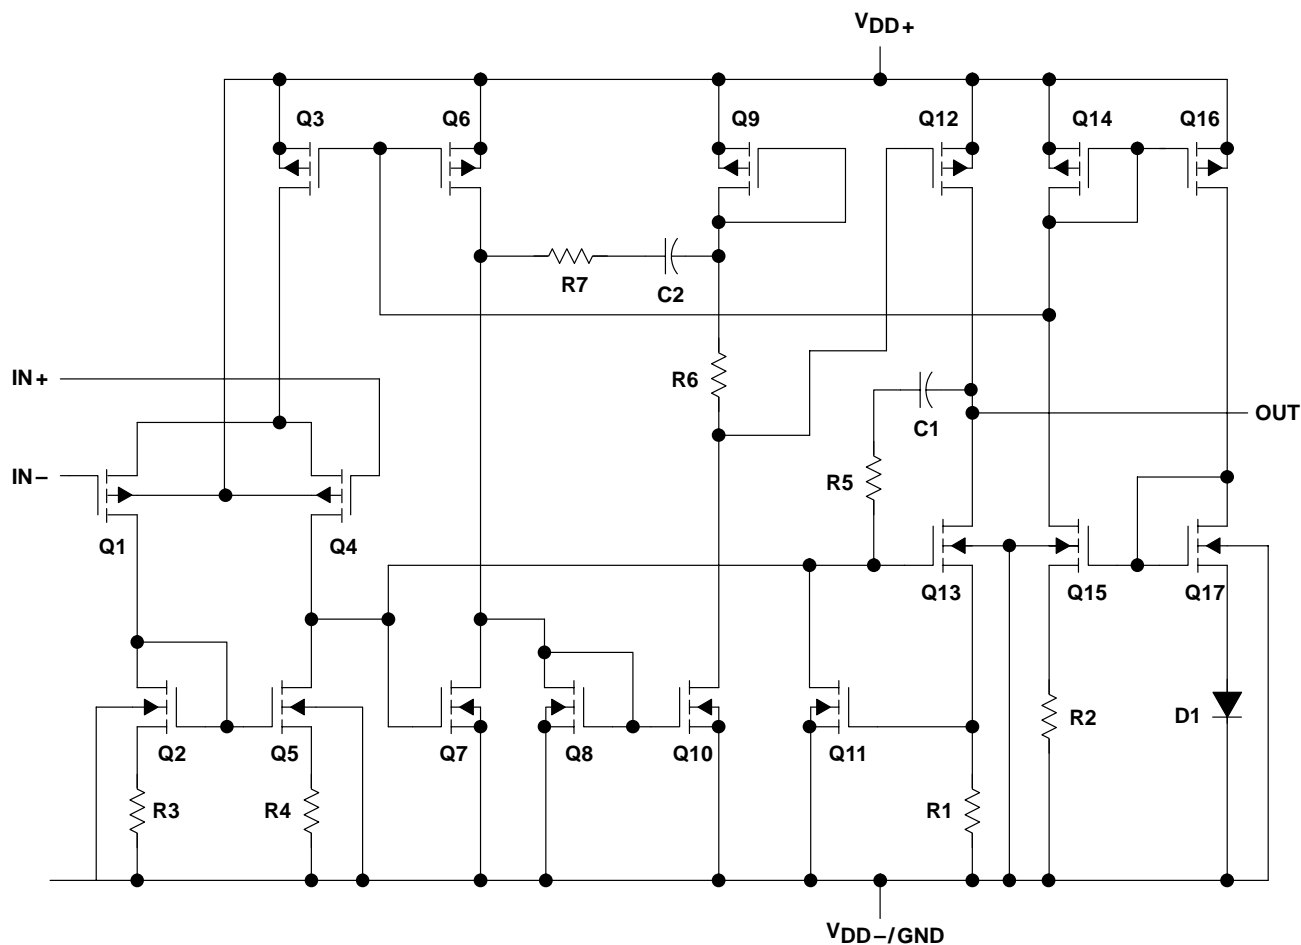 VDD+
Q3
Q6
Q9
Q12
Q14
Q16
R7
C2
IN+
R6
OUT
C1
IN−
R5
Q1
Q4
Q13
Q15
Q17
R2
D1
Q2
Q5
Q7
Q8
Q10
Q11
R3
R4
R1
VDD−/GND